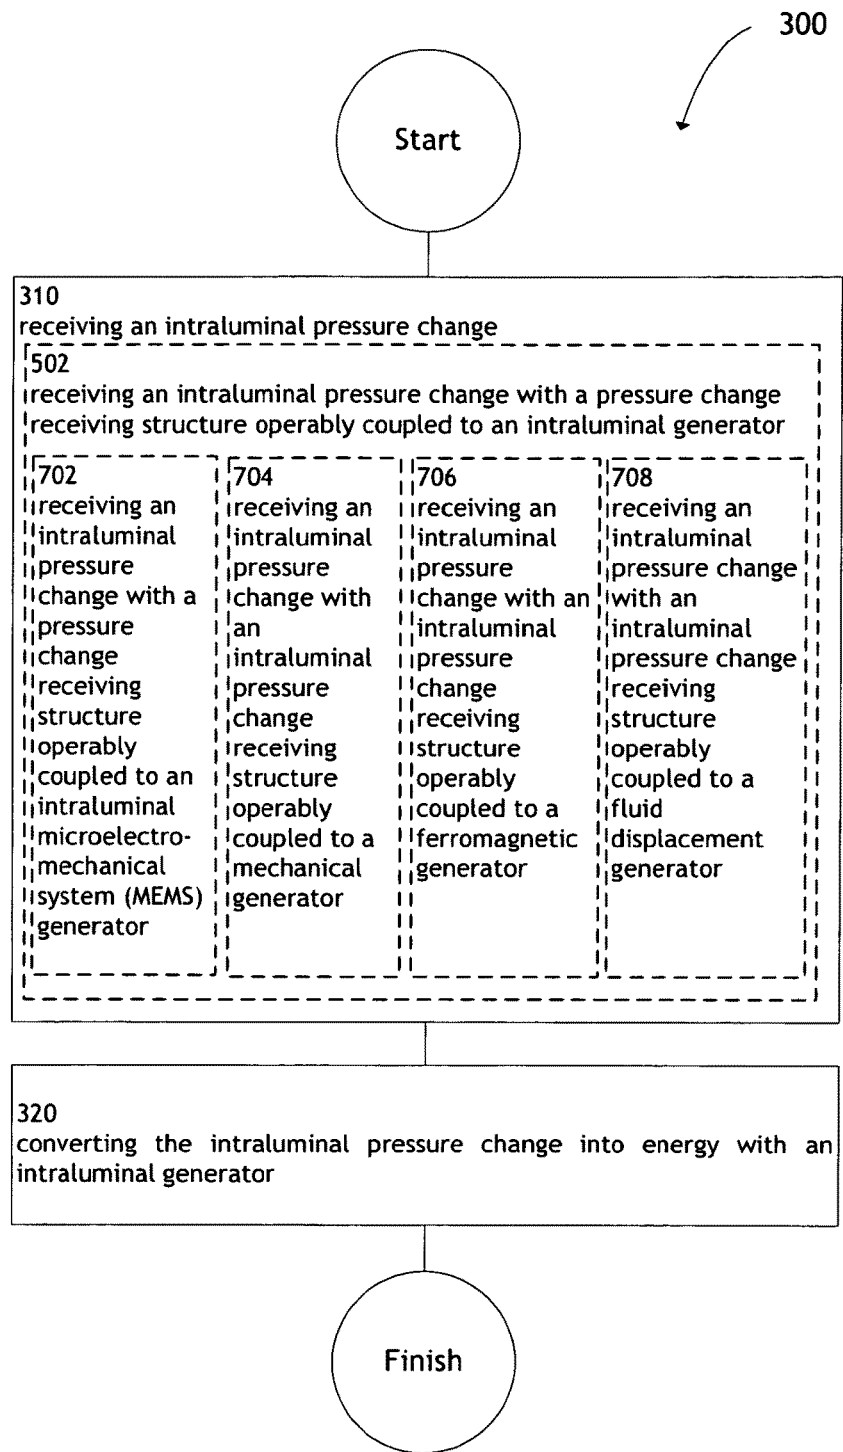 300
Start
310
receiving an intraluminal pressure change
502
receiving an intraluminal pressure change with a pressure change
receiving structure operably coupled to an intraluminal generator
702
receiving an
intraluminal
pressure
change with a
pressure
change
receiving
structure
operably
coupled to an
intraluminal
microelectro-
mechanical
system (MEMS)
generator
704
receiving an
intraluminal
pressure
change with
an
intraluminal
pressure
change
receiving
structure
operably
coupled to a
mechanical
generator
706
receiving an
intraluminal
pressure
change with an
intraluminal
pressure
change
receiving
structure
operably
coupled to a
ferromagnetic
generator
708
receiving an
intraluminal
pressure change
with an
intraluminal
pressure change
receiving
structure
operably
coupled to a
fluid
displacement
generator
320
converting the intraluminal pressure change into energy with an
intraluminal generator
Finish